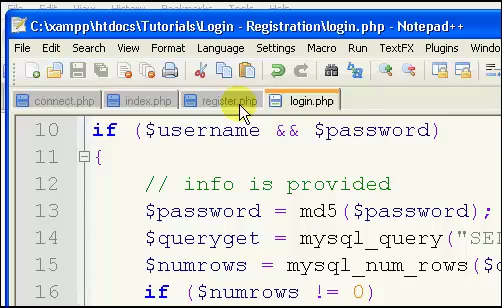 C:\xampp\htdocs\Tutorials\Login - Registration\login.php - Notepad++
File Edit Search View Format Language Settings Macro Run TextFX Plugins Window
connect.php index.php register.php login.php
10 if ($username && $password)
11 {
12 // info is provided
13 $password = md5($password);
14 $queryget = mysql_query("SE
15 $numrows = mysql_num_rows($
16 if ($numrows != 0)